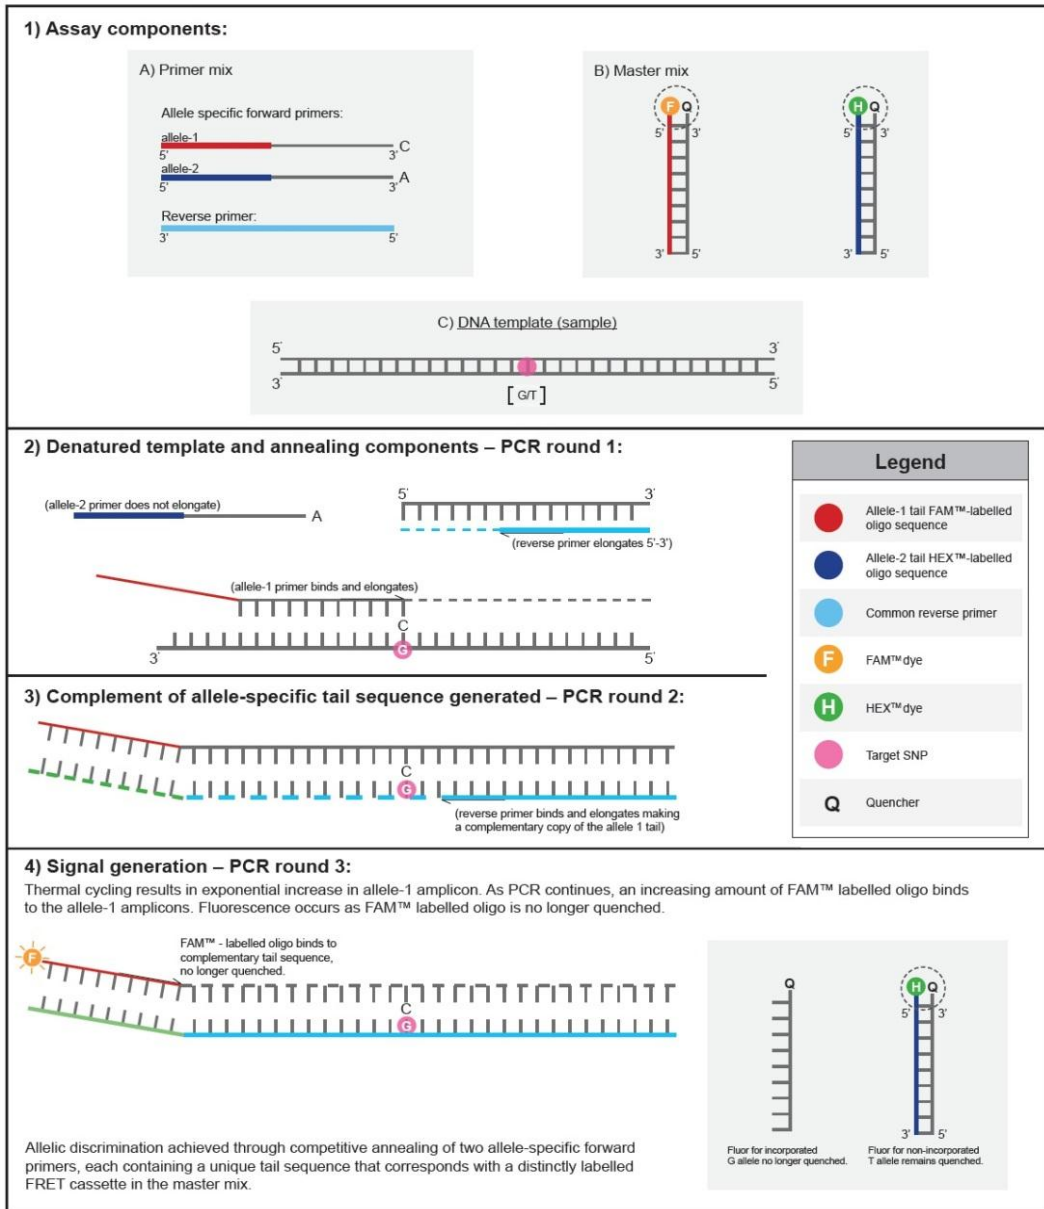 1) Assay components:
A) Primer mix
Allele specific forward primers:
allele-1
C
5' 3'
allele-2
A
5' 3'
Reverse primer:
3' 5'
B) Master mix
F Q
5' 3'
3' 5'
H Q
5' 3'
3' 5'
C) DNA template (sample)
5' 3'
3' 5'
[ G/T ]
2) Denatured template and annealing components – PCR round 1:
(allele-2 primer does not elongate)
A
5' 3'
(reverse primer elongates 5'-3')
(allele-1 primer binds and elongates)
C
G
3' 5'
Legend
Allele-1 tail FAM™-labelled
oligo sequence
Allele-2 tail HEX™-labelled
oligo sequence
Common reverse primer
F
FAM™ dye
H
HEX™ dye
Target SNP
Q
Quencher
3) Complement of allele-specific tail sequence generated – PCR round 2:
C
G
(reverse primer binds and elongates making
a complementary copy of the allele 1 tail)
4) Signal generation – PCR round 3:
Thermal cycling results in exponential increase in allele-1 amplicon. As PCR continues, an increasing amount of FAM™ labelled oligo binds
to the allele-1 amplicons. Fluorescence occurs as FAM™ labelled oligo is no longer quenched.
F
FAM™ - labelled oligo binds to
complementary tail sequence,
no longer quenched.
C
G
Q
H Q
5' 3'
3' 5'
Fluor for incorporated
G allele no longer quenched.
Fluor for non-incorporated
T allele remains quenched.
Allelic discrimination achieved through competitive annealing of two allele-specific forward
primers, each containing a unique tail sequence that corresponds with a distinctly labelled
FRET cassette in the master mix.